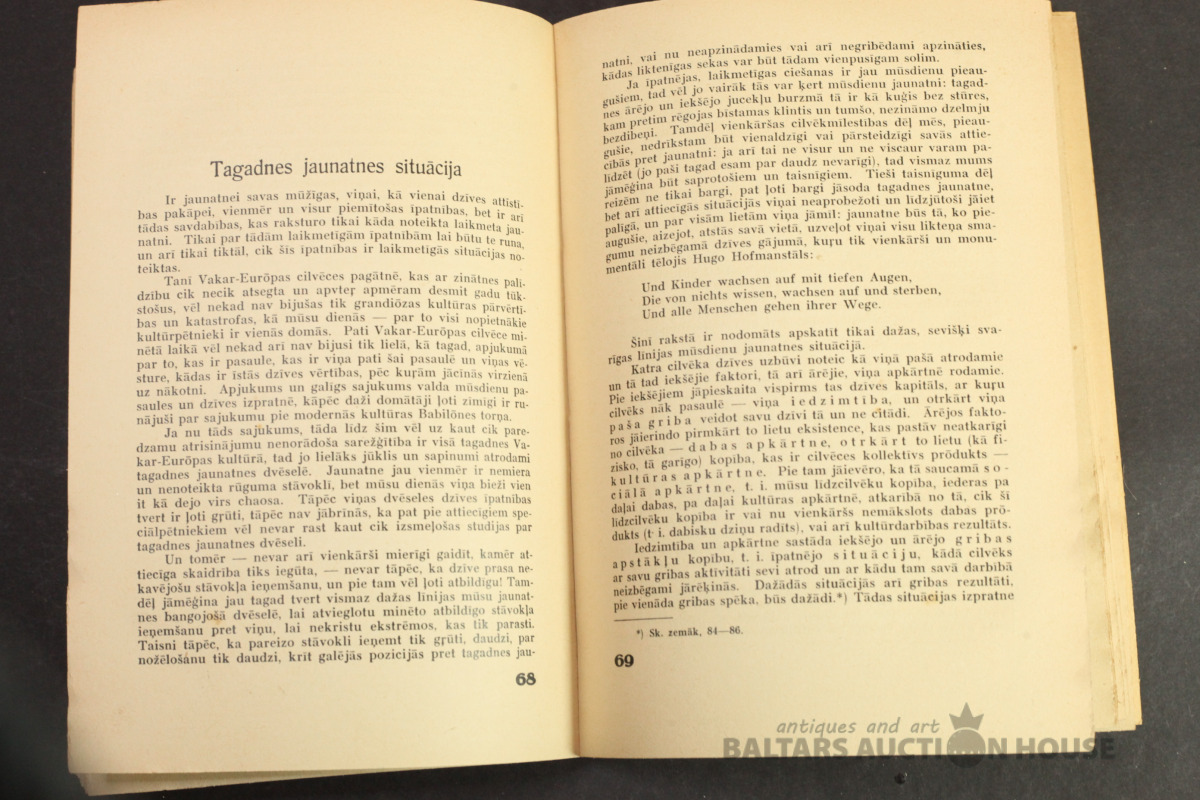 Tagadnes jaunatnes situācija
Ir jaunatnei savas mūžīgas, viņai, kā vienai dzīves attistī-
bas pakāpei, vienmēr un visur piemītošas īpatnības, bet ir arī
tādas savdabības, kas raksturo tikai kāda noteikta laikmeta jau-
natni. Tikai par tādām laikmetīgām īpatnībām lai būtu te runa,
un arī tikai tiktāl, cik šīs īpatnības ir laikmetīgās situācijas no-
teiktas.
Tanī Vakar-Eurōpas cilvēces pagātnē, kas ar zinātnes palī-
dzību cik necik atsegta un apvteŗ apmēram desmit gadu tūk-
stošus, vēl nekad nav bijušas tik grandiōzas kultūras pārvērtī-
bas un katastrofas, kā mūsu dienās — par to visi nopietnākie
kultūrpētnieki ir vienās domās. Pati Vakar-Eurōpas cilvēce mi-
nētā laikā vēl nekad arī nav bijusi tik lielā, kā tagad, apjukumā
par to, kas ir pasaule, kas ir viņa pati šai pasaulē un viņas vē-
sture, kādas ir īstās dzīves vērtības, pēc kuŗām jācīnās virzienā
uz nākotni. Apjukums un galīgs sajukums valda mūsdienu pa-
saules un dzīves izpratnē, kāpēc daži domātāji ļoti zīmīgi ir ru-
nājuši par sajukumu pie modernās kultūras Babilōnes torņa.
Ja nu tāds sajukums, tāda līdz šim vēl uz kaut cik pare-
dzamu atrisinājumu nenorādoša sarežģītība ir visā tagadnes Va-
kar-Eurōpas kultūrā, tad jo lielāks jūklis un sapinumi atrodami
tagadnes jaunatnes dvēselē. Jaunatne jau vienmēr ir nemiera
un nenoteikta rūguma stāvoklī, bet mūsu dienās viņa bieži vien
it kā dejo virs chaosa. Tāpēc viņas dvēseles dzīves īpatnības
tvert ir ļoti gŗūti, tāpēc nav jābrīnās, ka pat pie attiecīgiem spe-
ciālpētniekiem vēl nevar rast kaut cik izsmeļošas studijas par
tagadnes jaunatnes dvēseli.
Un tomēr — nevar arī vienkārši mierīgi gaidīt, kamēr at-
tiecīga skaidrība tiks iegūta, — nevar tāpēc, ka dzīve prasa ne-
kavējošu stāvokļa ieņemšanu, un pie tam vēl ļoti atbildīgu! Tam-
dēļ jāmēģina jau tagad tvert vismaz dažas līnijas mūsu jaunat-
nes bangojošā dvēselē, lai atvieglotu minēto atbildīgo stāvokļa
ieņemšanu pret viņu, lai nekristu ekstrēmos, kas tik parasti.
Taisni tāpēc, ka pareizo stāvokli ieņemt tik gŗūti, daudzi, par
nožēlošanu tik daudzi, krīt galējās pozicijās pret tagadnes jau-
68
natni, vai nu neapzinādamies vai arī negribēdami apzināties,
kādas liktenīgas sekas var būt tādam vienpusīgam solim.
Ja īpatnējas, laikmetīgas ciešanas ir jau mūsdienu pieau-
gušiem, tad vēl jo vairāk tās var ķert mūsdienu jaunatni: tagad-
nes ārējo un iekšējo jucekļu burzmā tā ir kā kuģis bez stūres,
kam pretim rēgojas bīstamas klintis un tumšo, nezināmo dzelmju
bezdibeņi. Tamdēļ vienkāršas cilvēkmīlestības dēļ mēs, pieau-
gušie, nedrīkstam būt vienaldzīgi vai pārsteidzīgi savās attie-
cībās pret jaunatni: ja arī tai ne visur un ne viscaur varam pa-
līdzēt (jo paši tagad esam par daudz nevarīgi), tad vismaz mums
jāmēģina būt saprotošiem un taisnīgiem. Tieši taisnīguma dēļ
reizēm ne tikai bargi, pat ļoti bargi jāsoda tagadnes jaunatne,
bet arī attiecīgās situācijās viņai neaprobežoti un līdzjūtoši jāiet
palīgā, un par visām lietām viņa jāmīl: jaunatne būs tā, ko pie-
augušie, aizejot, atstās savā vietā, uzveļot viņai visu likteņa sma-
gumu neizbēgamā dzīves gājumā, kuŗu tik vienkārši un monu-
mentāli tēlojis Hugo Hofmanstāls:
Und Kinder wachsen auf mit tiefen Augen,
Die von nichts wissen, wachsen auf und sterben,
Und alle Menschen gehen ihrer Wege.
Šinī rakstā ir nodomāts apskatīt tikai dažas, sevišķi sva-
rīgas līnijas mūsdienu jaunatnes situācijā.
Katra cilvēka dzīves uzbūvi noteic kā viņa pašā atrodamie
un tā tad iekšējie faktori, tā arī ārējie, viņa apkārtnē rodamie.
Pie iekšējiem jāpieskaita vispirms tas dzīves kapitāls, ar kuŗu
cilvēks nāk pasaulē — viņa iedzimtība, un otrkārt viņa
paša griba veidot savu dzīvi tā un ne citādi. Ārējos fakto-
ros jāierindo pirmkārt to lietu eksistence, kas pastāv neatkarīgi
no cilvēka — dabas apkārtne, otrkārt to lietu (kā fi-
zisko, tā garīgo) kopība, kas ir cilvēces kollektīvs prōdukts —
kultūras apkārtne. Pie tam jāievēro, ka tā saucamā so-
ciālā apkārtne, t. i. mūsu līdzcilvēku kopība, iederas pa
daļai dabas, pa daļai kultūras apkārtnē, atkarībā no tā, cik šī
līdzcilvēku kopība ir vai nu vienkāršs nemākslots dabas prō-
dukts (t. i. dabisku dziņu radīts), vai arī kultūrdarbības rezultāts.
Iedzimtība un apkārtne sastāda iekšējo un ārējo gribas
apstākļu kopību, t. i. īpatnējo situāciju, kādā cilvēks
ar savu gribas aktivitāti sevi atrod un ar kādu tam savā darbībā
neizbēgami jārēķinās. Dažādās situācijās arī gribas rezultāti,
pie vienāda gribas spēka, būs dažādi.*) Tādas situācijas izpratne
*) Sk. zemāk, 84—86.
69
antiques and art
BALTARS AUCTION HOUSE